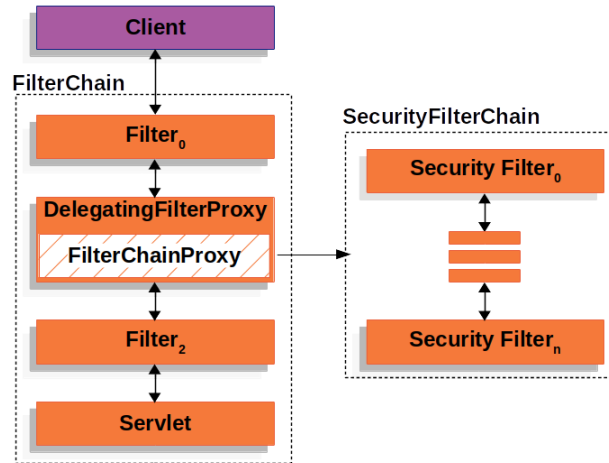 Client
FilterChain
Filter₀
DelegatingFilterProxy
FilterChainProxy
Filter₂
Servlet
SecurityFilterChain
Security Filter₀
Security Filterₙ